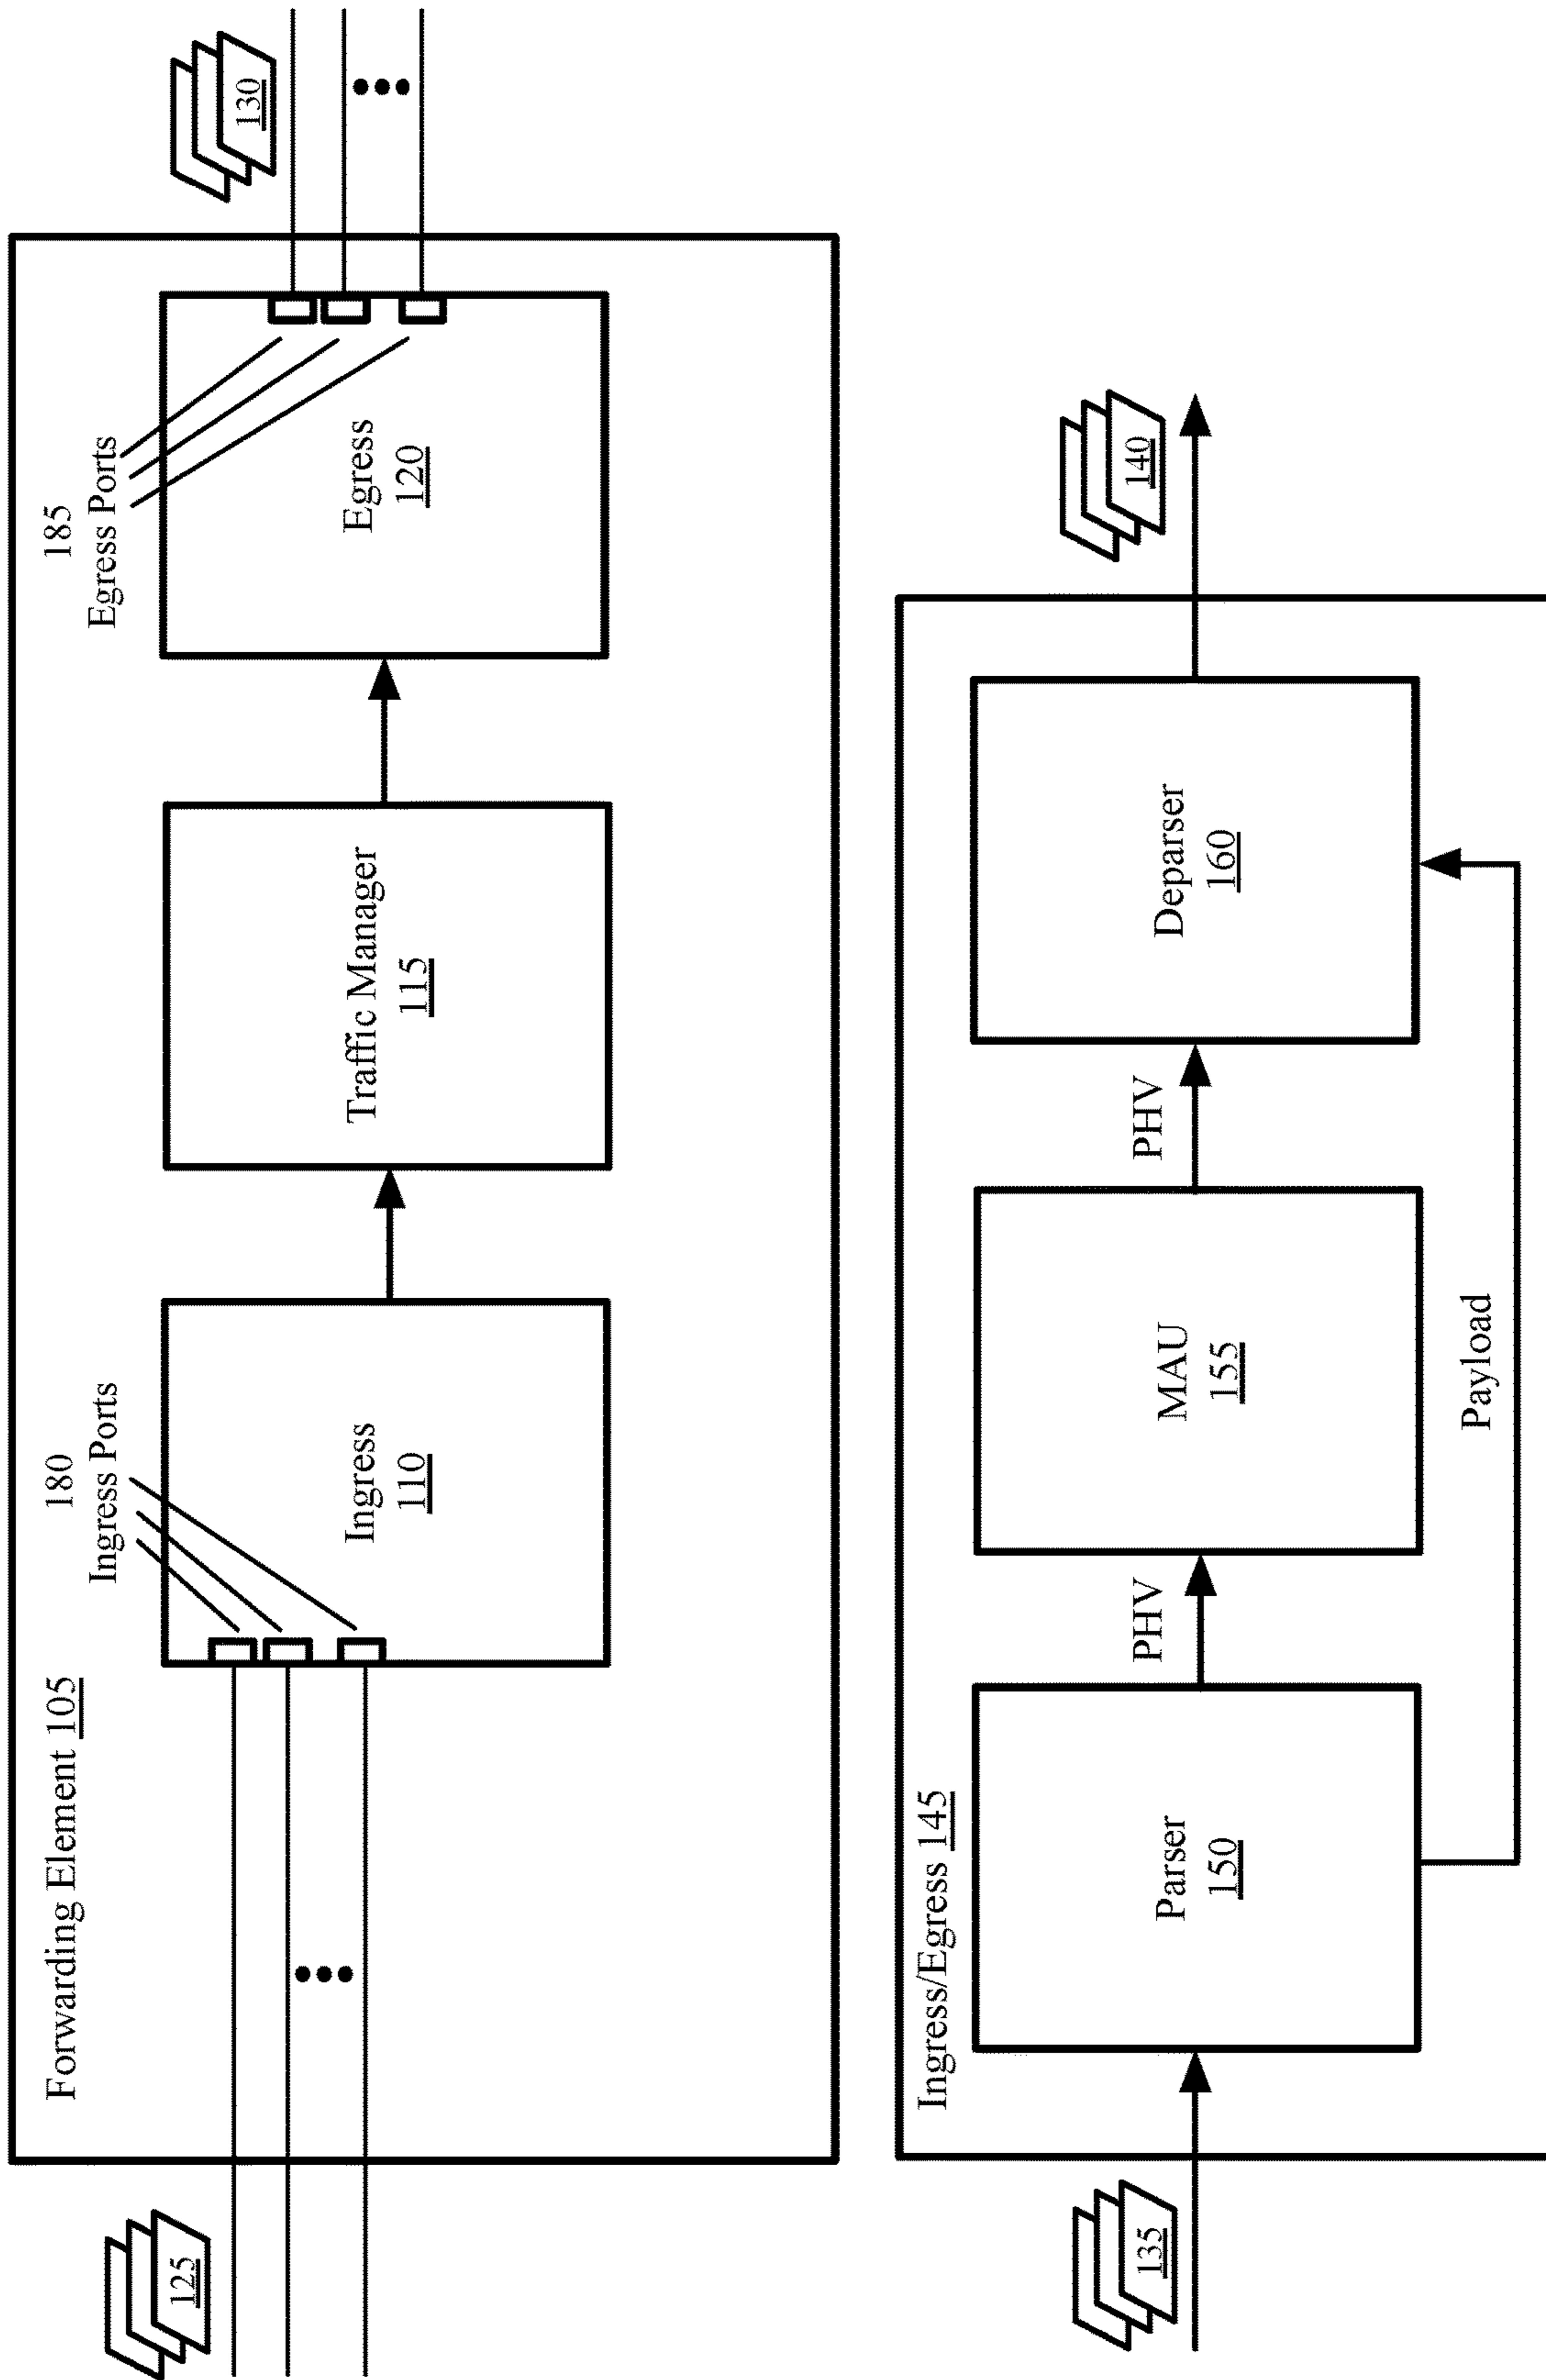 Forwarding Element 105
180
Ingress Ports
185
Egress Ports
125
Ingress
110
Traffic Manager
115
Egress
120
130
Ingress/Egress 145
135
Parser
150
PHV
MAU
155
PHV
Deparser
160
140
Payload